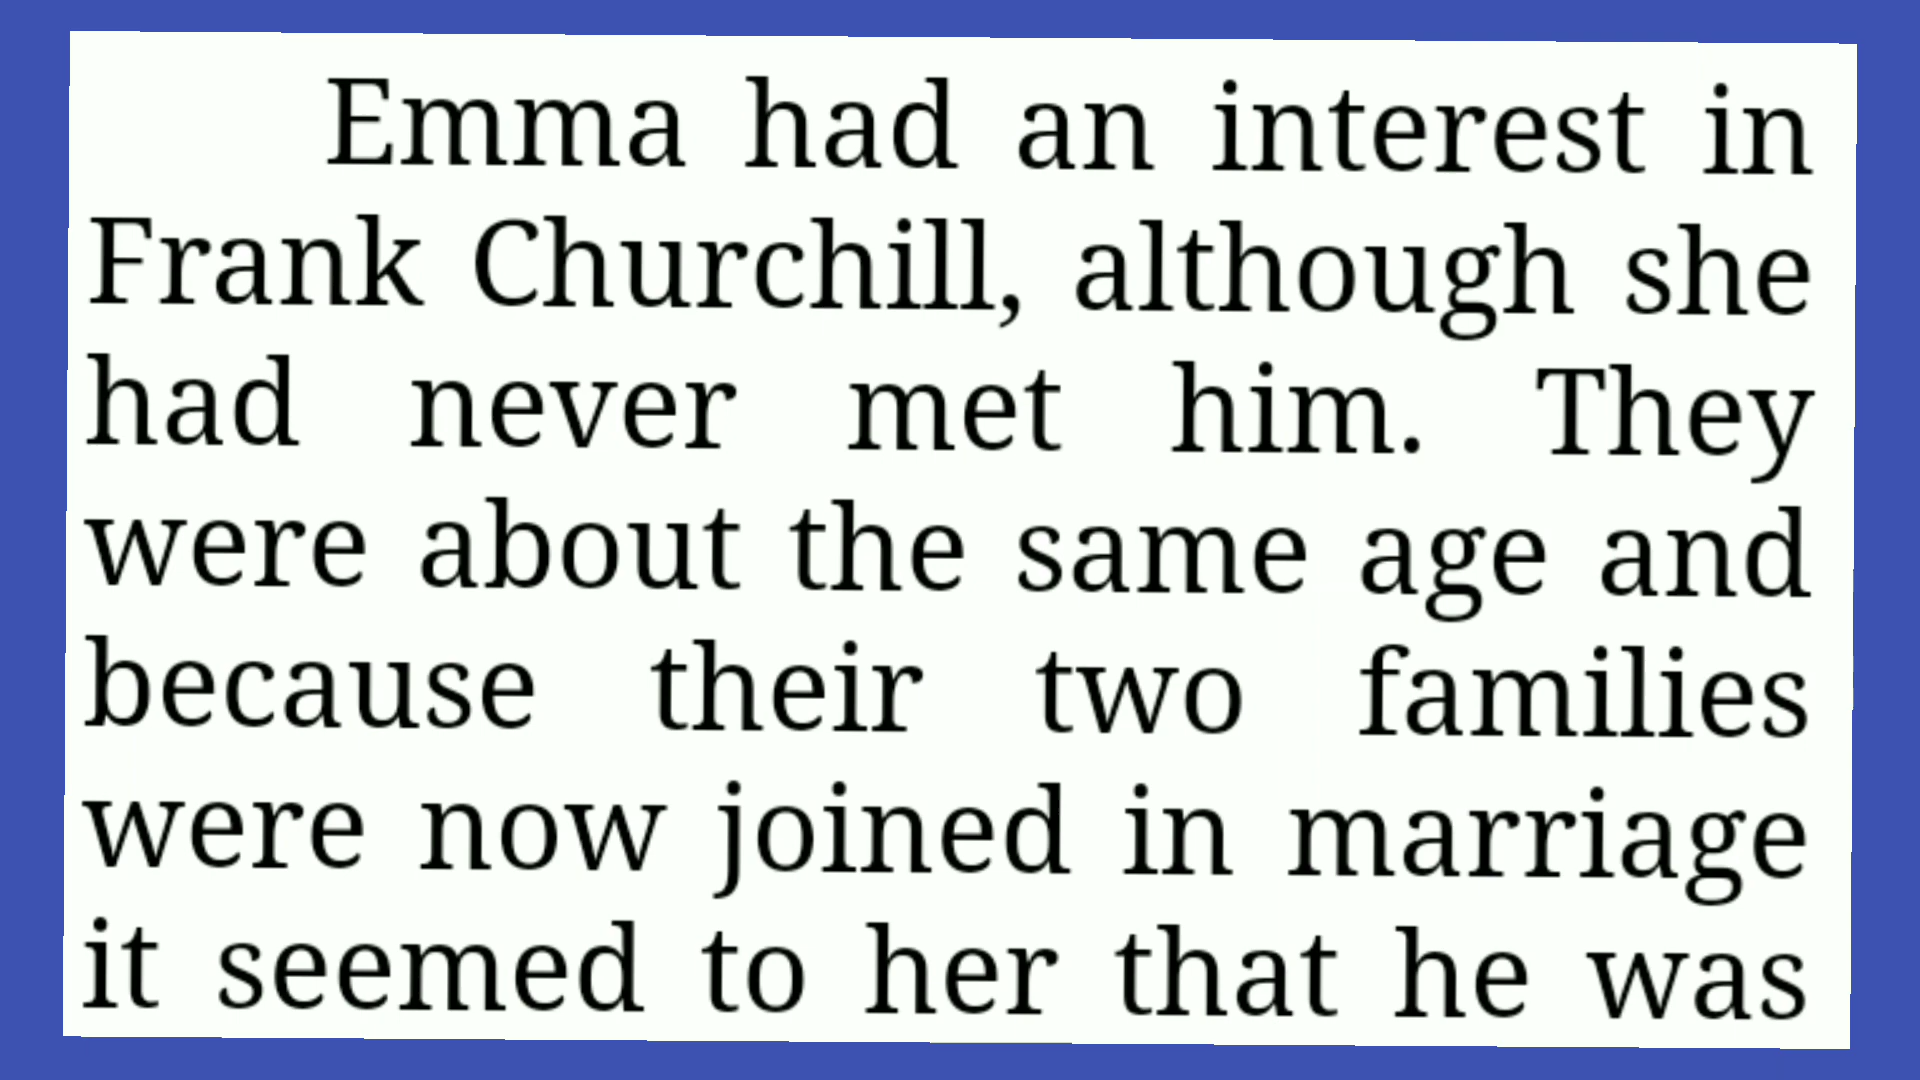 Emma had an interest in
Frank Churchill, although she
had never met him. They
were about the same age and
because their two families
were now joined in marriage
it seemed to her that he was